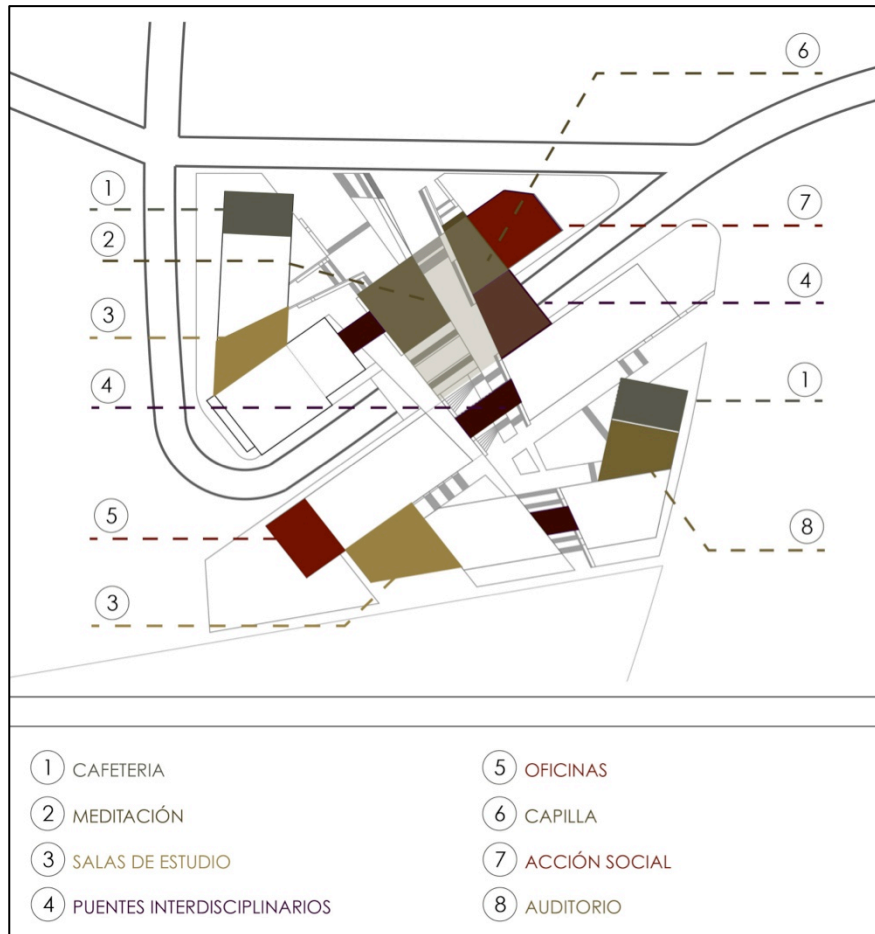 6
1
7
2
4
3
4
1
5
8
3
1 CAFETERIA
2 MEDITACIÓN
3 SALAS DE ESTUDIO
4 PUENTES INTERDISCIPLINARIOS
5 OFICINAS
6 CAPILLA
7 ACCIÓN SOCIAL
8 AUDITORIO